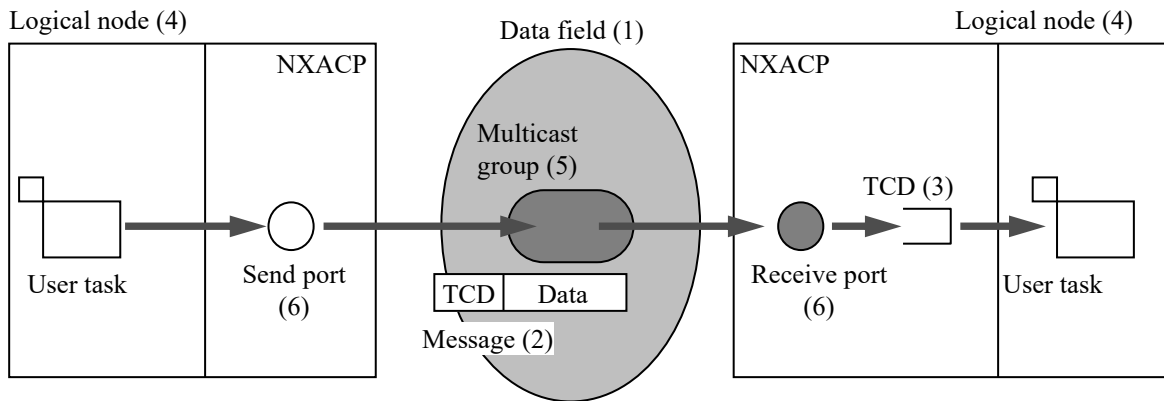 Logical node (4)
NXACP
User task
Send port
(6)
Data field (1)
Multicast
group (5)
TCD Data
Message (2)
Logical node (4)
NXACP
TCD (3)
Receive port
(6)
User task